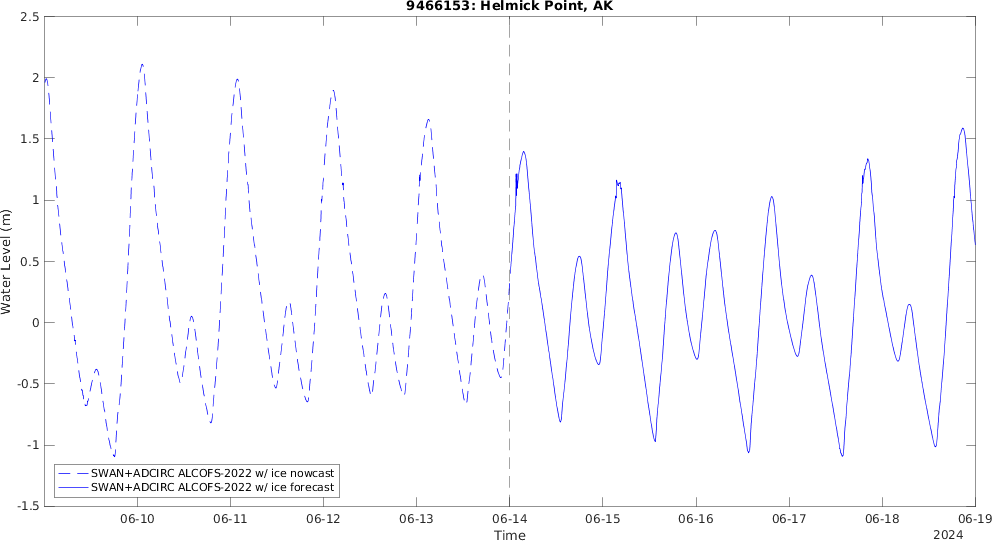 9466153: Helmick Point, AK
2.5
2
1.5
1
0.5
0
-0.5
-1
-1.5
Water Level (m)
SWAN+ADCIRC ALCOFS-2022 w/ ice nowcast
SWAN+ADCIRC ALCOFS-2022 w/ ice forecast
06-10 06-11 06-12 06-13 06-14 06-15 06-16 06-17 06-18 06-19
Time
2024